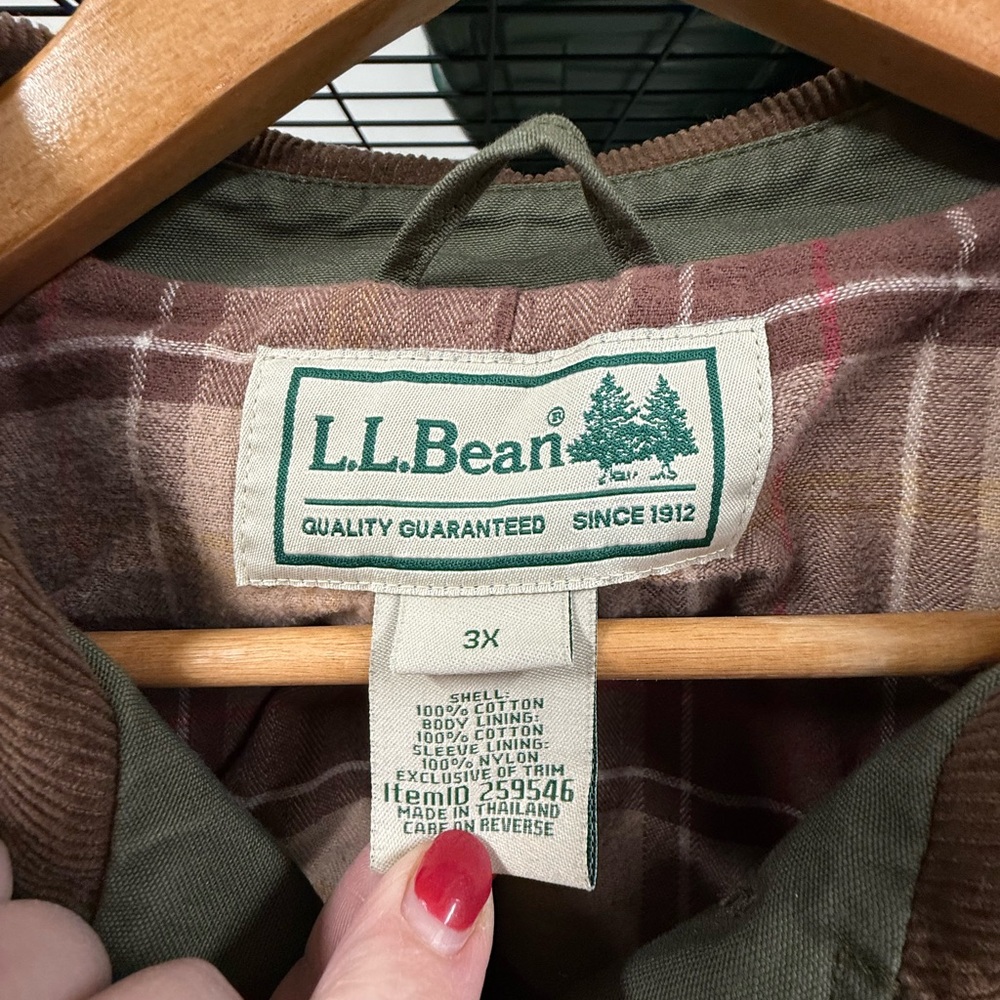 L.L.Bean®
QUALITY GUARANTEED SINCE 1912
3X
SHELL:
100% COTTON
BODY LINING:
100% COTTON
SLEEVE LINING:
100% NYLON
EXCLUSIVE OF TRIM
ItemID 259546
MADE IN THAILAND
CARE ON REVERSE